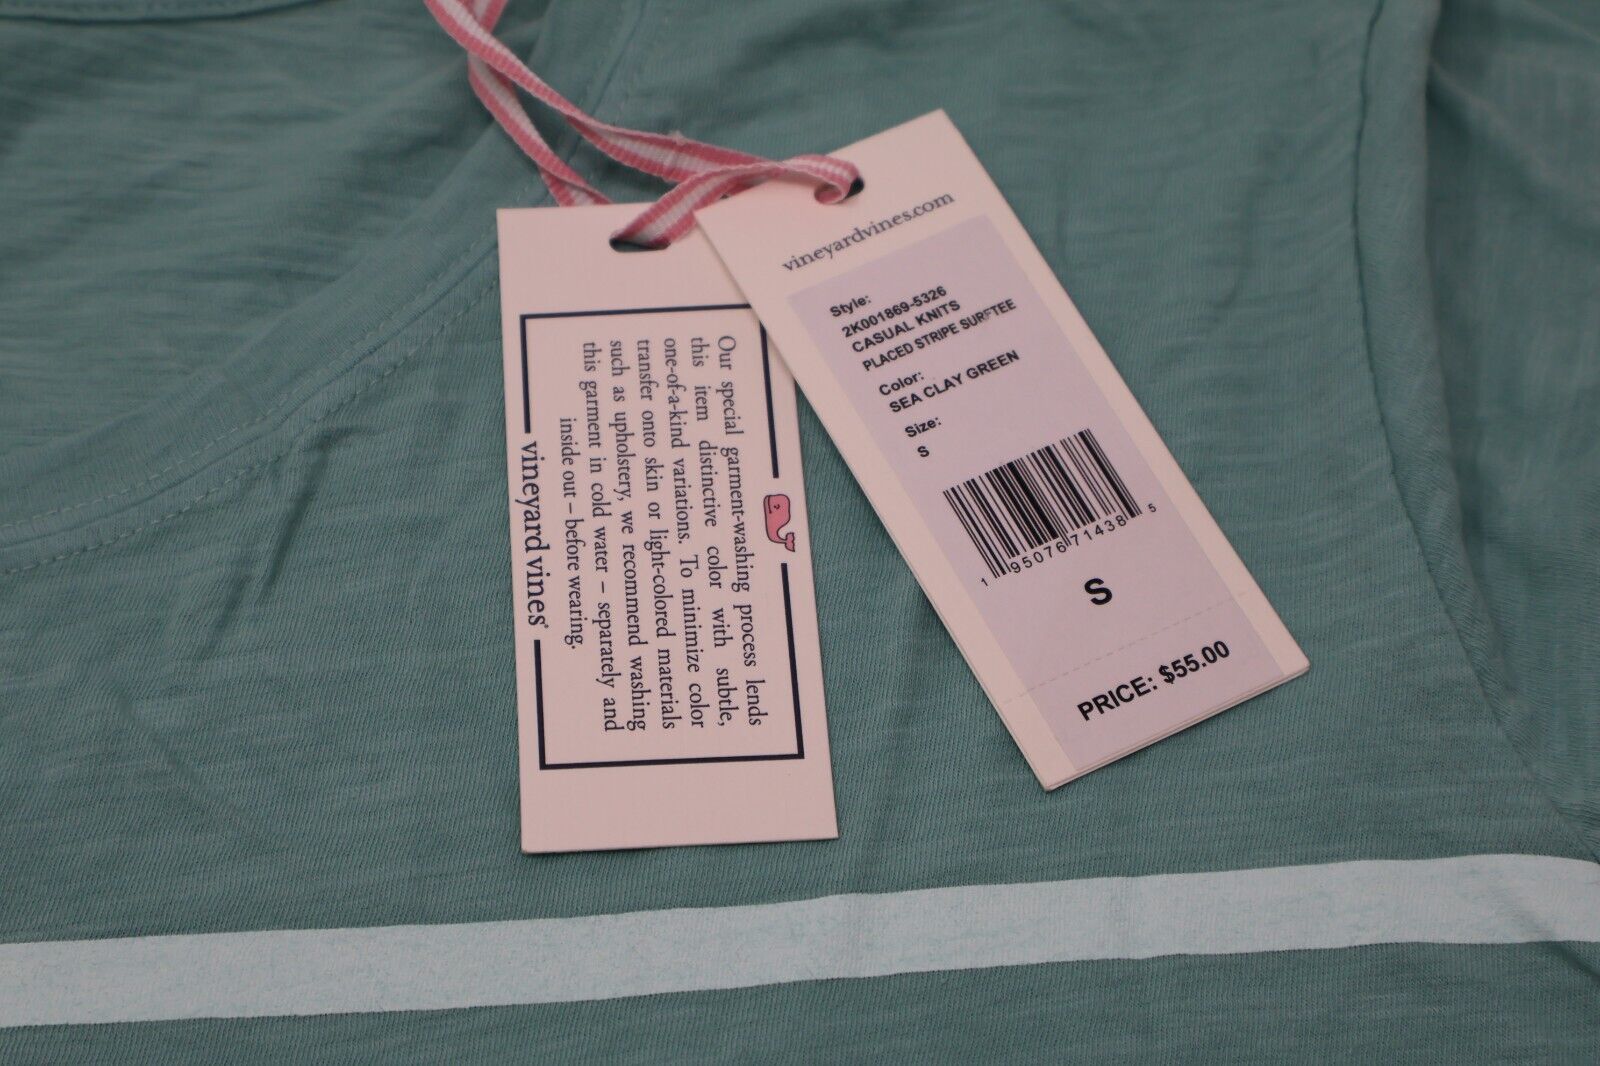 Our special garment-washing process lends
this item distinctive color with subtle,
one-of-a-kind variations. To minimize color
transfer onto skin or light-colored materials
such as upholstery, we recommend washing
this garment in cold water – separately and
inside out – before wearing.
vineyard vines®
vineyardvines.com
Style:
2K001869-5326
CASUAL KNITS
PLACED STRIPE SURFTEE
Color:
SEA CLAY GREEN
Size:
S
1 95076 71438 5
S
PRICE: $55.00